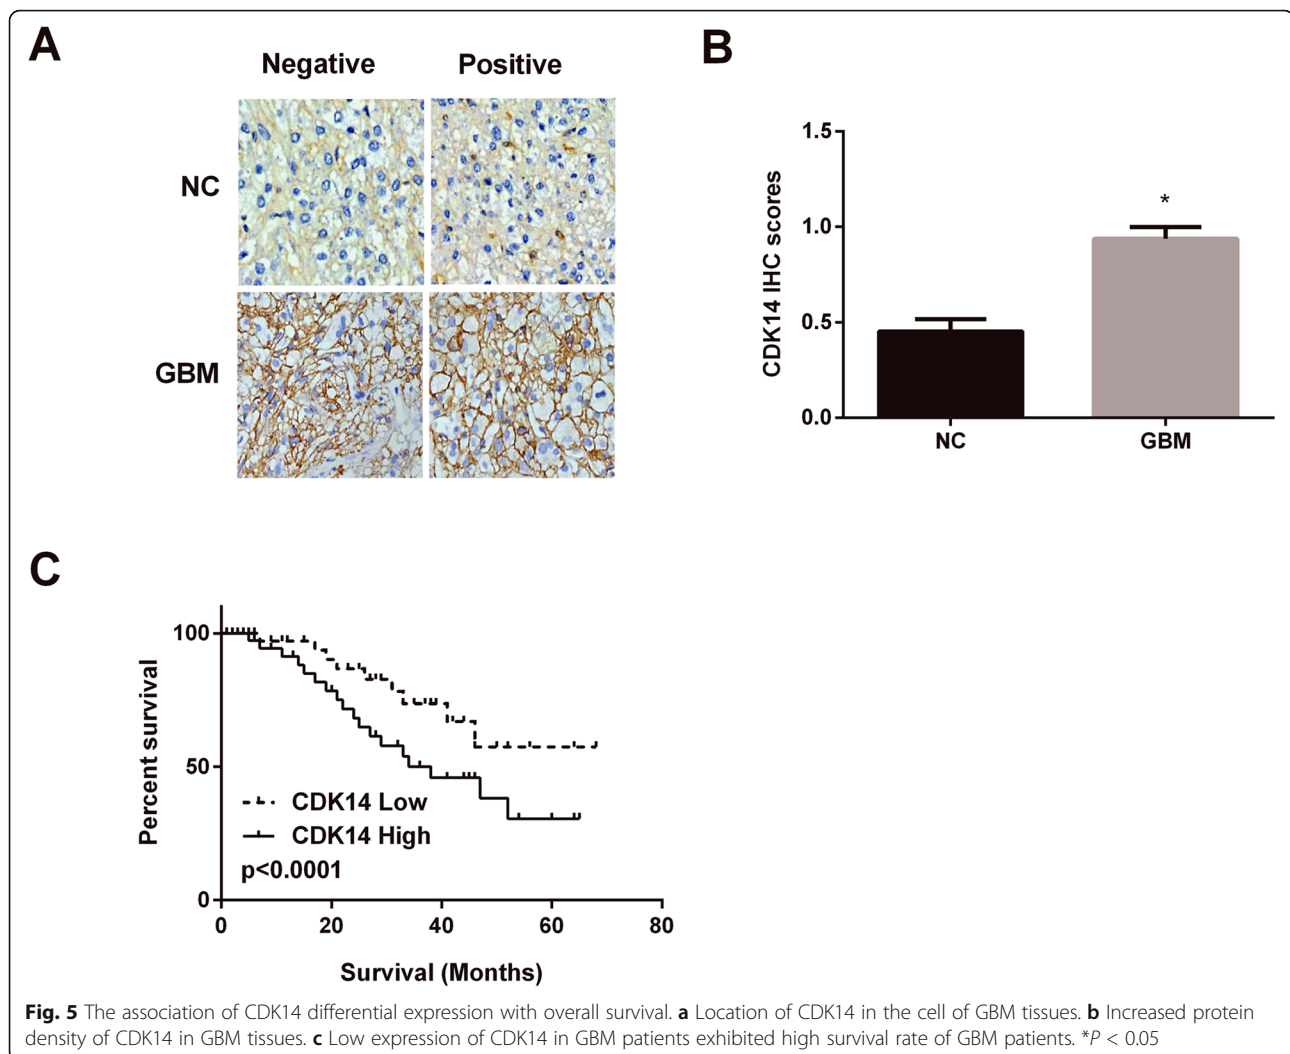 A
Negative Positive
NC
GBM
B
CDK14 IHC scores
1.5
1.0
0.5
0.0
*
NC GBM
C
Percent survival
100
50
0
CDK14 Low
CDK14 High
p<0.0001
0 20 40 60 80
Survival (Months)
Fig. 5 The association of CDK14 differential expression with overall survival. a Location of CDK14 in the cell of GBM tissues. b Increased protein
density of CDK14 in GBM tissues. c Low expression of CDK14 in GBM patients exhibited high survival rate of GBM patients. *P < 0.05